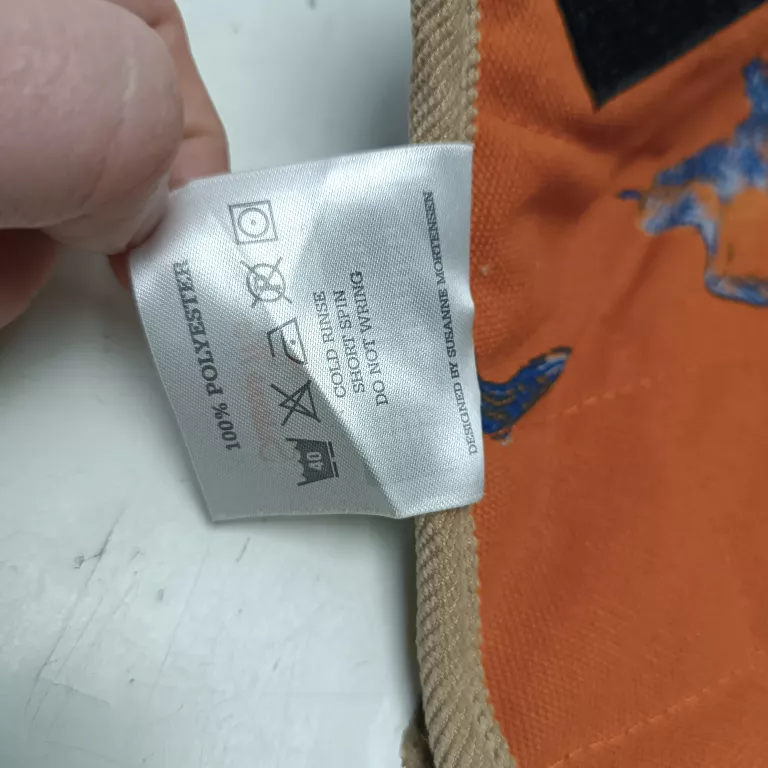 100% POLYESTER
40
COLD RINSE
SHORT SPIN
DO NOT WRING
DESIGNED BY SUSANNE MORTENSEN